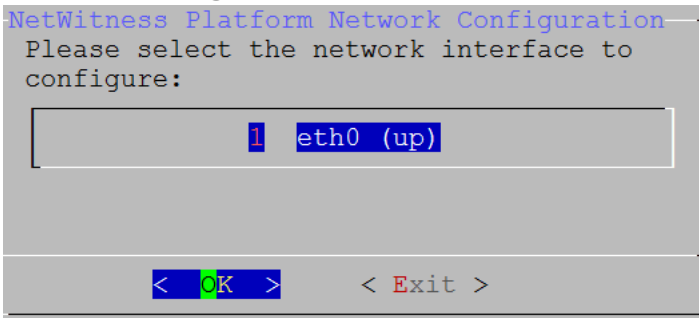 NetWitness Platform Network Configuration
Please select the network interface to
configure:
1 eth0 (up)
< OK > < Exit >